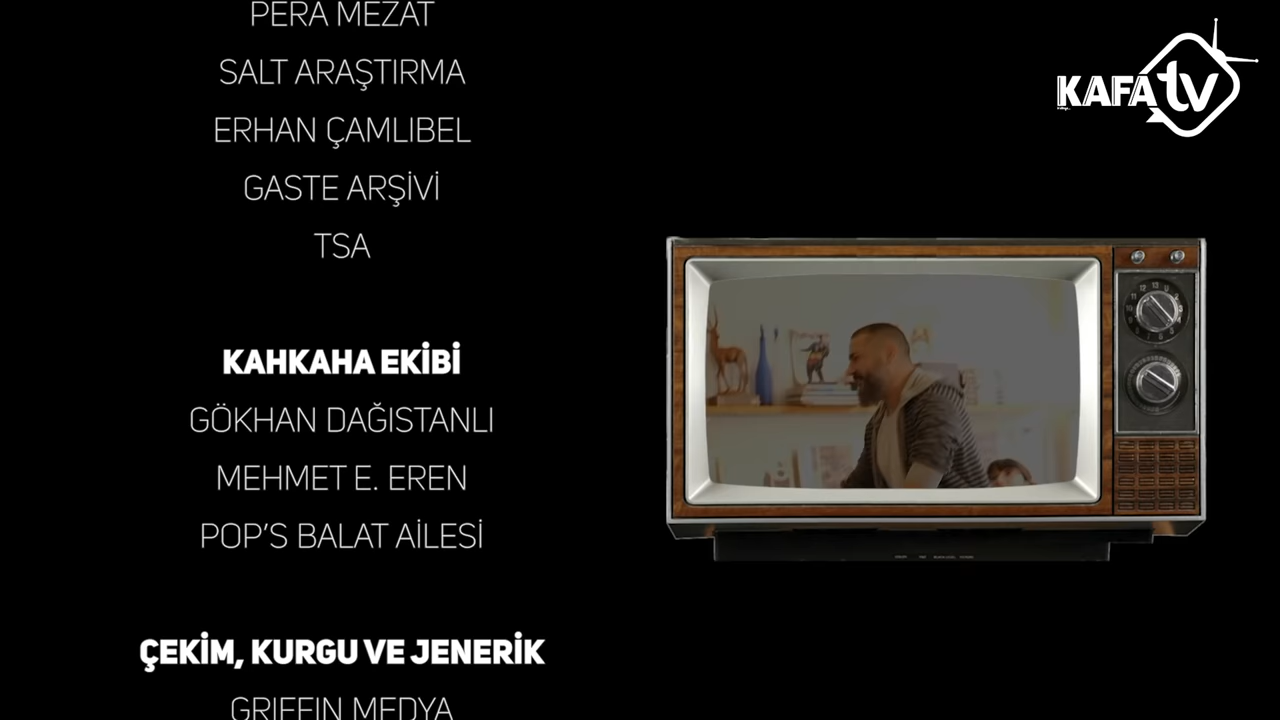 PERA MEZAT
SALT ARAŞTIRMA
ERHAN ÇAMLIBEL
GASTE ARŞİVİ
TSA
KAHKAHA EKİBİ
GÖKHAN DAĞISTANLI
MEHMET E. EREN
POP'S BALAT AİLESİ
ÇEKİM, KURGU VE JENERİK
GRIFFIN MEDYA
KAFA tv